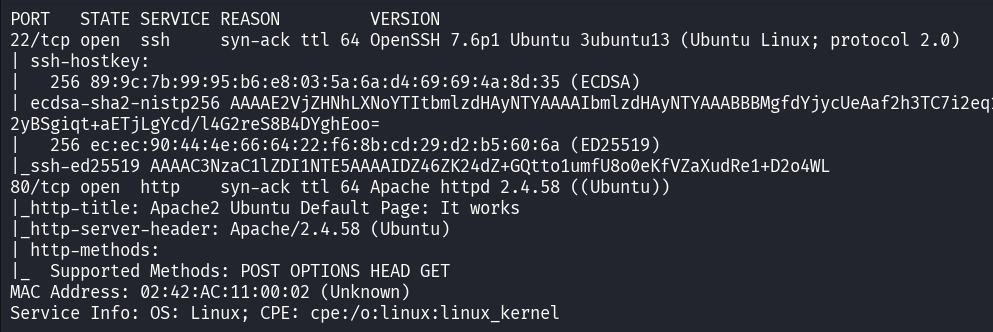 PORT   STATE SERVICE REASON         VERSION
22/tcp open  ssh     syn-ack ttl 64 OpenSSH 7.6p1 Ubuntu 3ubuntu13 (Ubuntu Linux; protocol 2.0)
| ssh-hostkey:
|   256 89:9c:7b:99:95:b6:e8:03:5a:6a:d4:69:69:4a:8d:35 (ECDSA)
| ecdsa-sha2-nistp256 AAAAE2VjZHNhLXNoYTItbmlzdHAyNTYAAAAIbmlzdHAyNTYAAABBBMgfdYjycUeAaf2h3TC7i2eq
2yBSgiqt+aETjLgYcd/l4G2reS8B4DYghEoo=
|   256 ec:ec:90:44:4e:66:64:22:f6:8b:cd:29:d2:b5:60:6a (ED25519)
|_ssh-ed25519 AAAAC3NzaC1lZDI1NTE5AAAAIDZ46ZK24dZ+GQtto1umfU8o0eKfVZaXudRe1+D2o4WL
80/tcp open  http    syn-ack ttl 64 Apache httpd 2.4.58 ((Ubuntu))
|_http-title: Apache2 Ubuntu Default Page: It works
|_http-server-header: Apache/2.4.58 (Ubuntu)
| http-methods:
|_  Supported Methods: POST OPTIONS HEAD GET
MAC Address: 02:42:AC:11:00:02 (Unknown)
Service Info: OS: Linux; CPE: cpe:/o:linux:linux_kernel